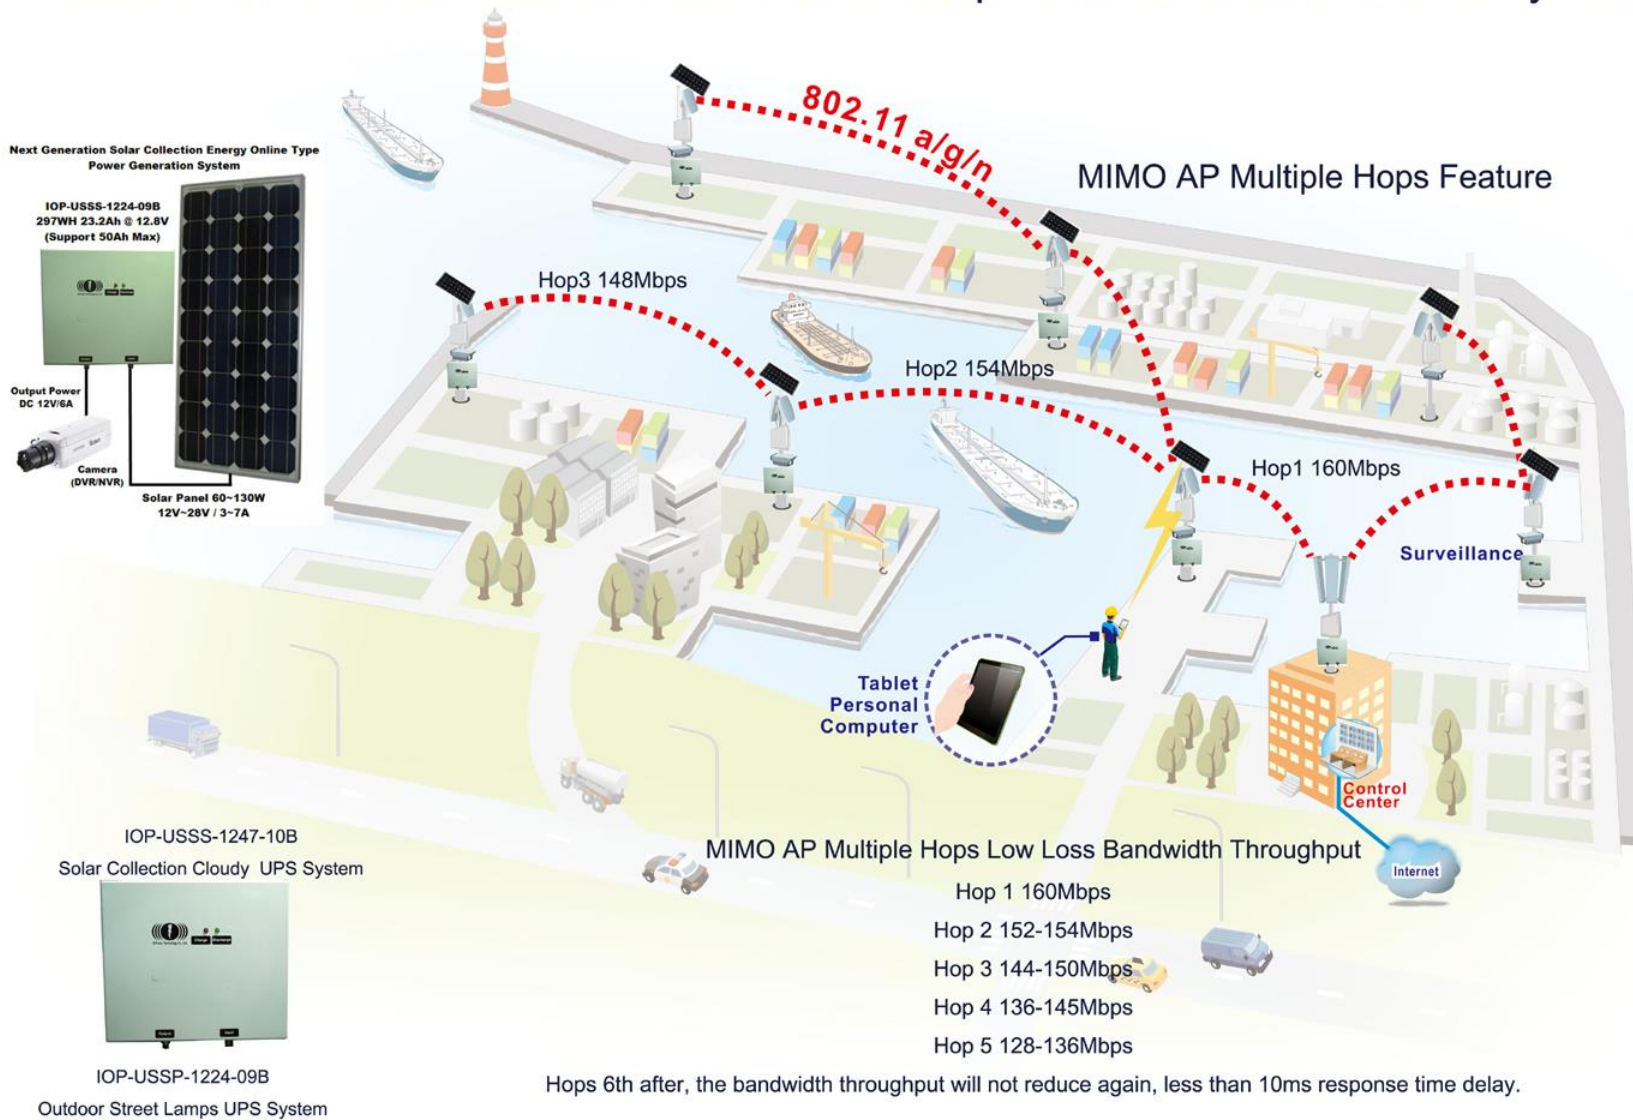 802.11 a/g/n
MIMO AP Multiple Hops Feature
Next Generation Solar Collection Energy Online Type
Power Generation System
IOP-USSS-1224-09B
297WH 23.2Ah @ 12.8V
(Support 50Ah Max)
Output Power
DC 12V/6A
Camera
(DVR/NVR)
Solar Panel 60~130W
12V~28V / 3~7A
Hop3 148Mbps
Hop2 154Mbps
Hop1 160Mbps
Surveillance
Tablet
Personal
Computer
Control
Center
Internet
IOP-USSS-1247-10B
Solar Collection Cloudy UPS System
IOP-USSP-1224-09B
Outdoor Street Lamps UPS System
MIMO AP Multiple Hops Low Loss Bandwidth Throughput
Hop 1 160Mbps
Hop 2 152-154Mbps
Hop 3 144-150Mbps
Hop 4 136-145Mbps
Hop 5 128-136Mbps
Hops 6th after, the bandwidth throughput will not reduce again, less than 10ms response time delay.